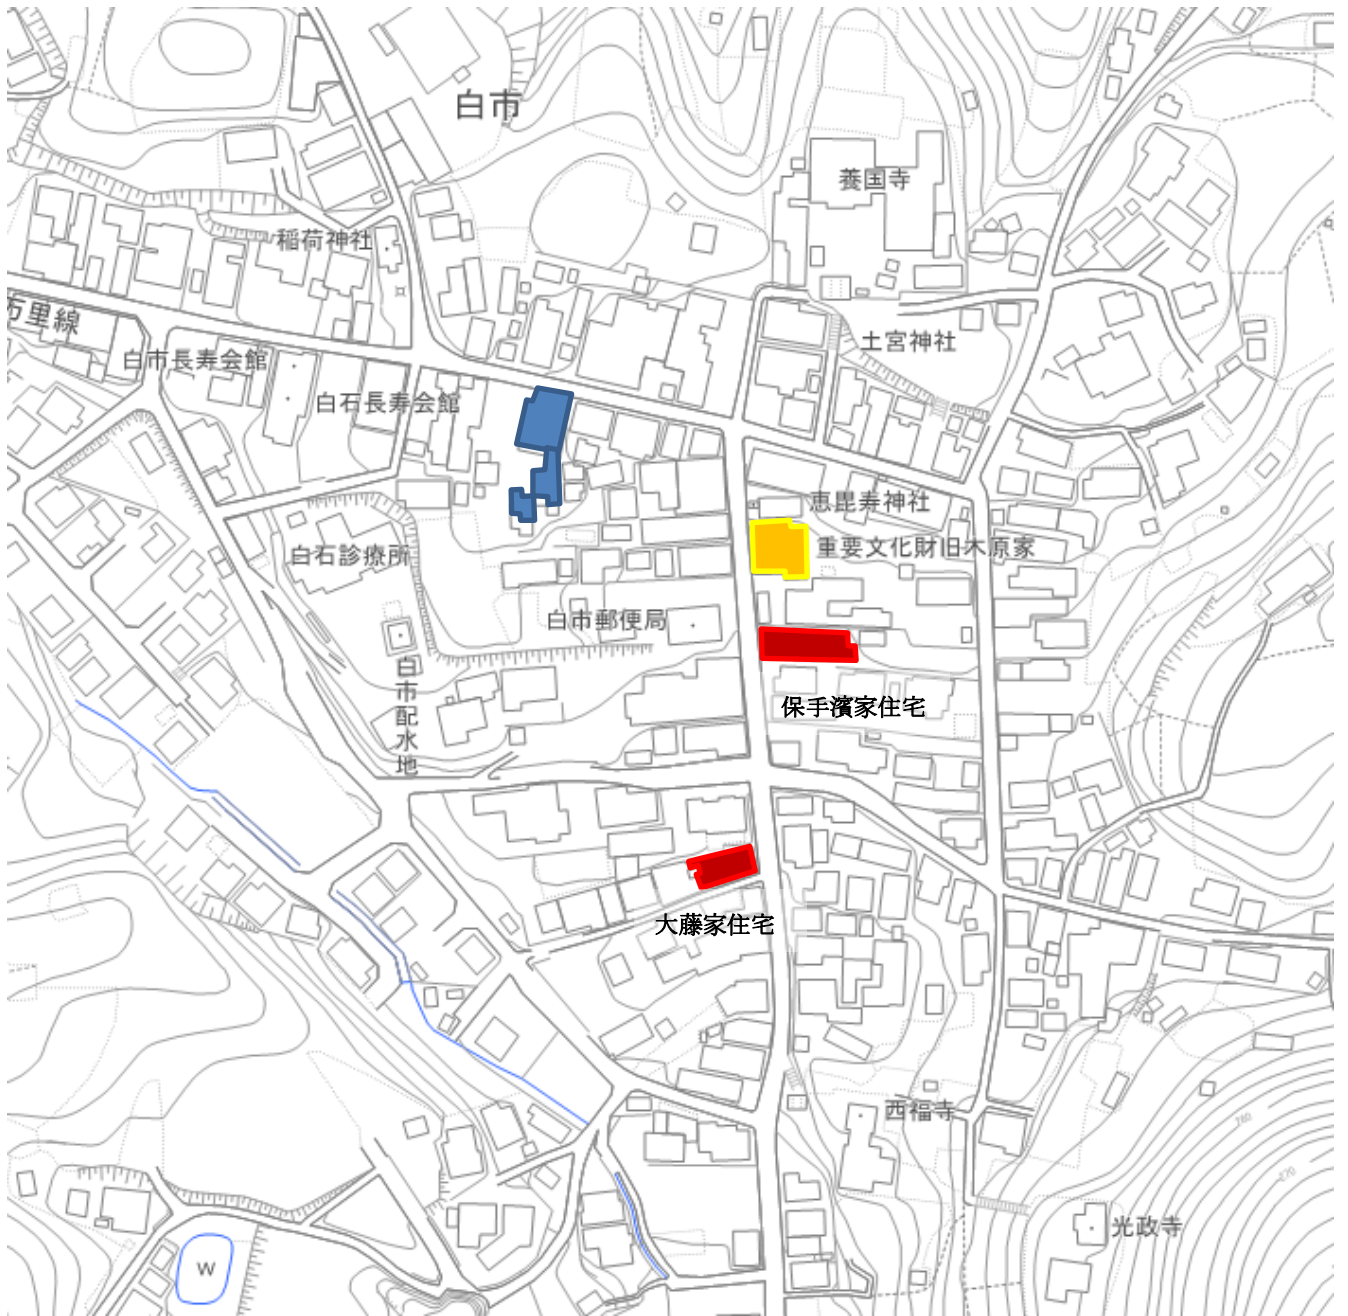 白市
養国寺
稲荷神社
万里線
土宮神社
白市長寿会館
白石長寿会館
恵毘寿神社
重要文化財旧木原家
白石診療所
白市郵便局
白市配水地
保手濱家住宅
大藤家住宅
西福寺
光政寺
W